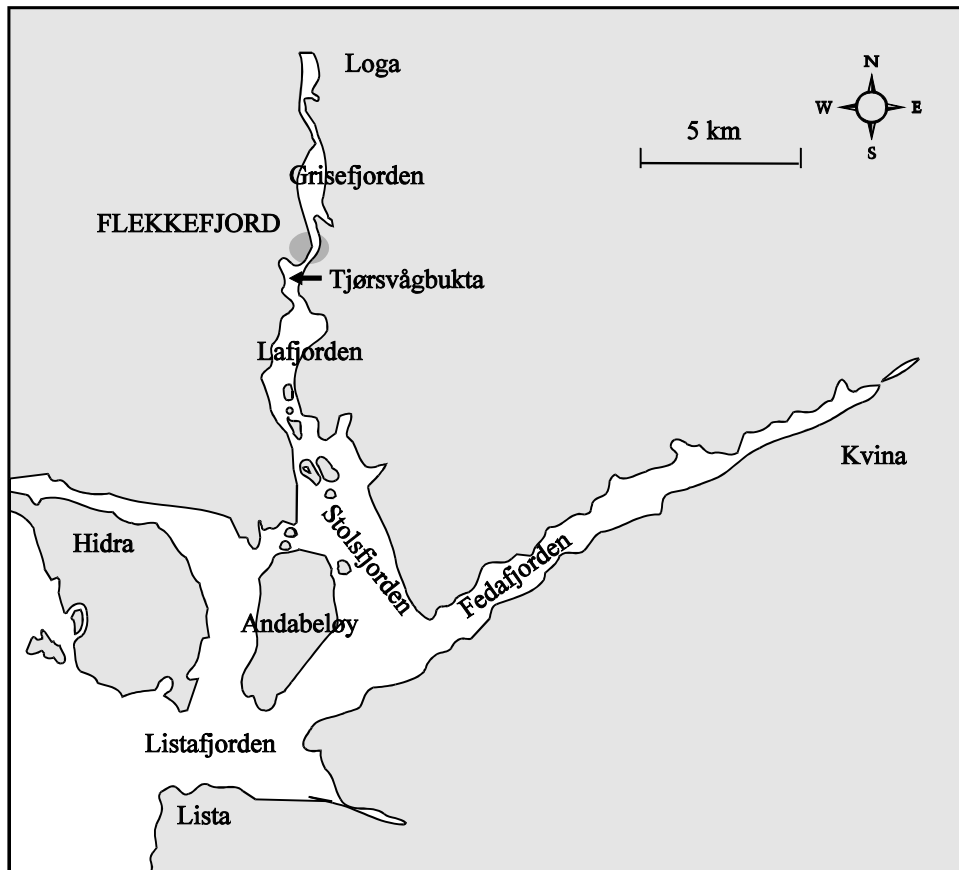 Loga
N
W
E
S
5 km
Grisefjorden
FLEKKEFJORD
Tjørsvågbukta
Lafjorden
Kvina
Stolsfjorden
Hidra
Fedafjorden
Andabeløy
Listafjorden
Lista